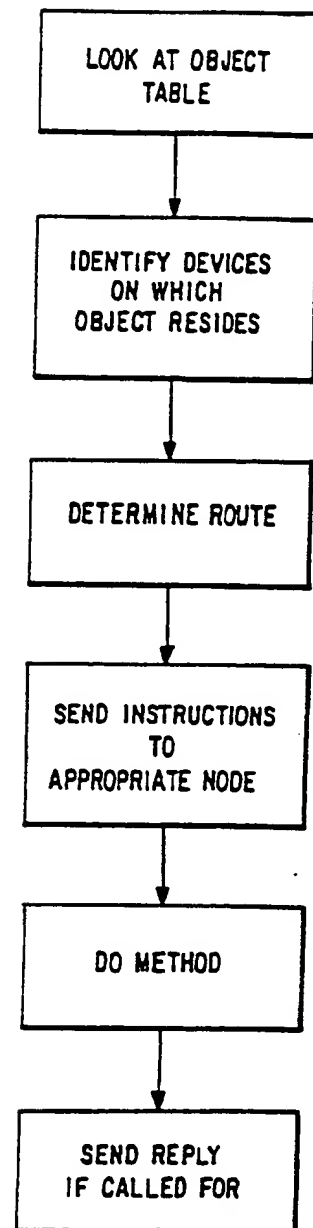 LOOK AT OBJECT
TABLE
IDENTIFY DEVICES
ON WHICH
OBJECT RESIDES
DETERMINE ROUTE
SEND INSTRUCTIONS
TO
APPROPRIATE NODE
DO METHOD
SEND REPLY
IF CALLED FOR